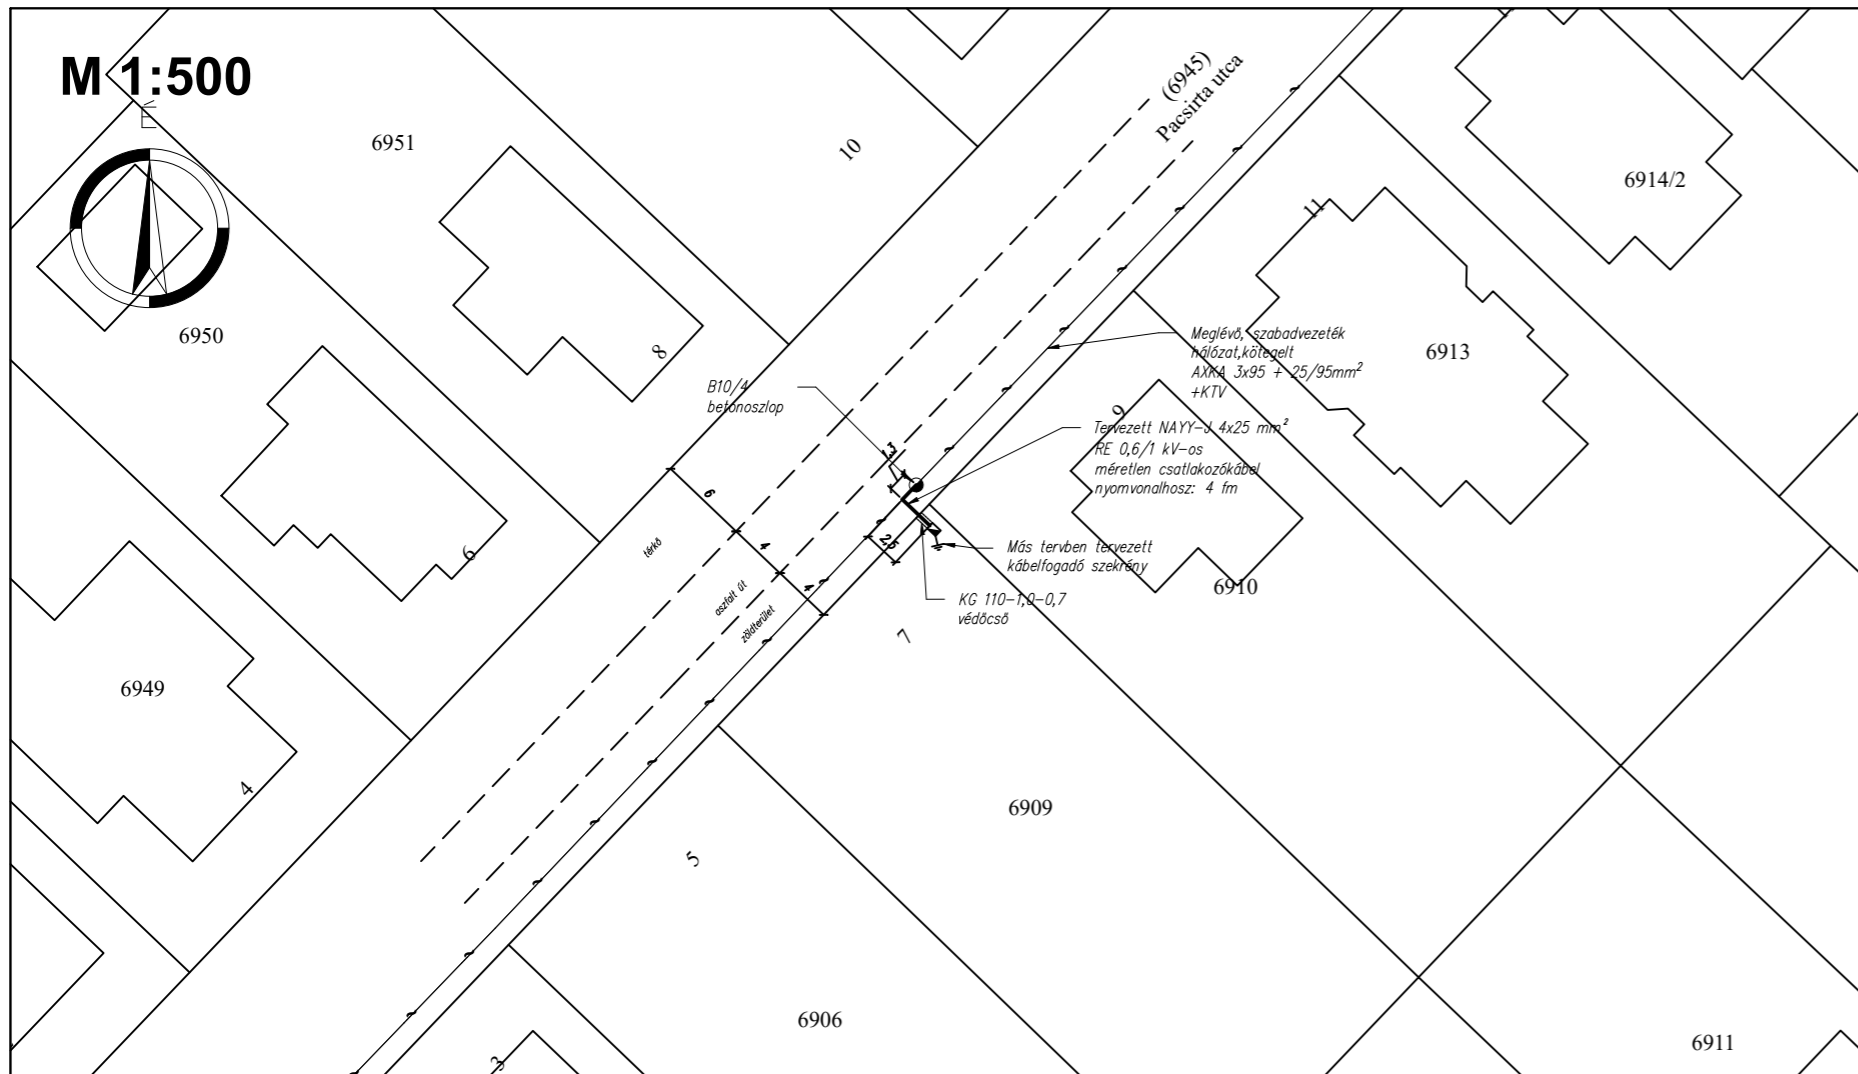 M 1:500
É
6951
10
(6945)
Pacsirta utca
6914/2
11
6950
8
6913
Meglévő, szabadvezeték
hálózat,kötegelt
AXKA 3x95 + 25/95mm²
+KTV
B10/4
betonoszlop
9
Tervezett NAYY-J 4x25 mm²
RE 0,6/1 kV-os
méretlen csatlakozókábel
nyomvonalhosz: 4 fm
1,3
6
térkő
4
2,5
Más tervben tervezett
kábelfogadó szekrény
6
aszfalt út
4
zöldterület
KG 110-1,0-0,7
védőcső
6910
7
6949
4
6909
5
6906
3
6911